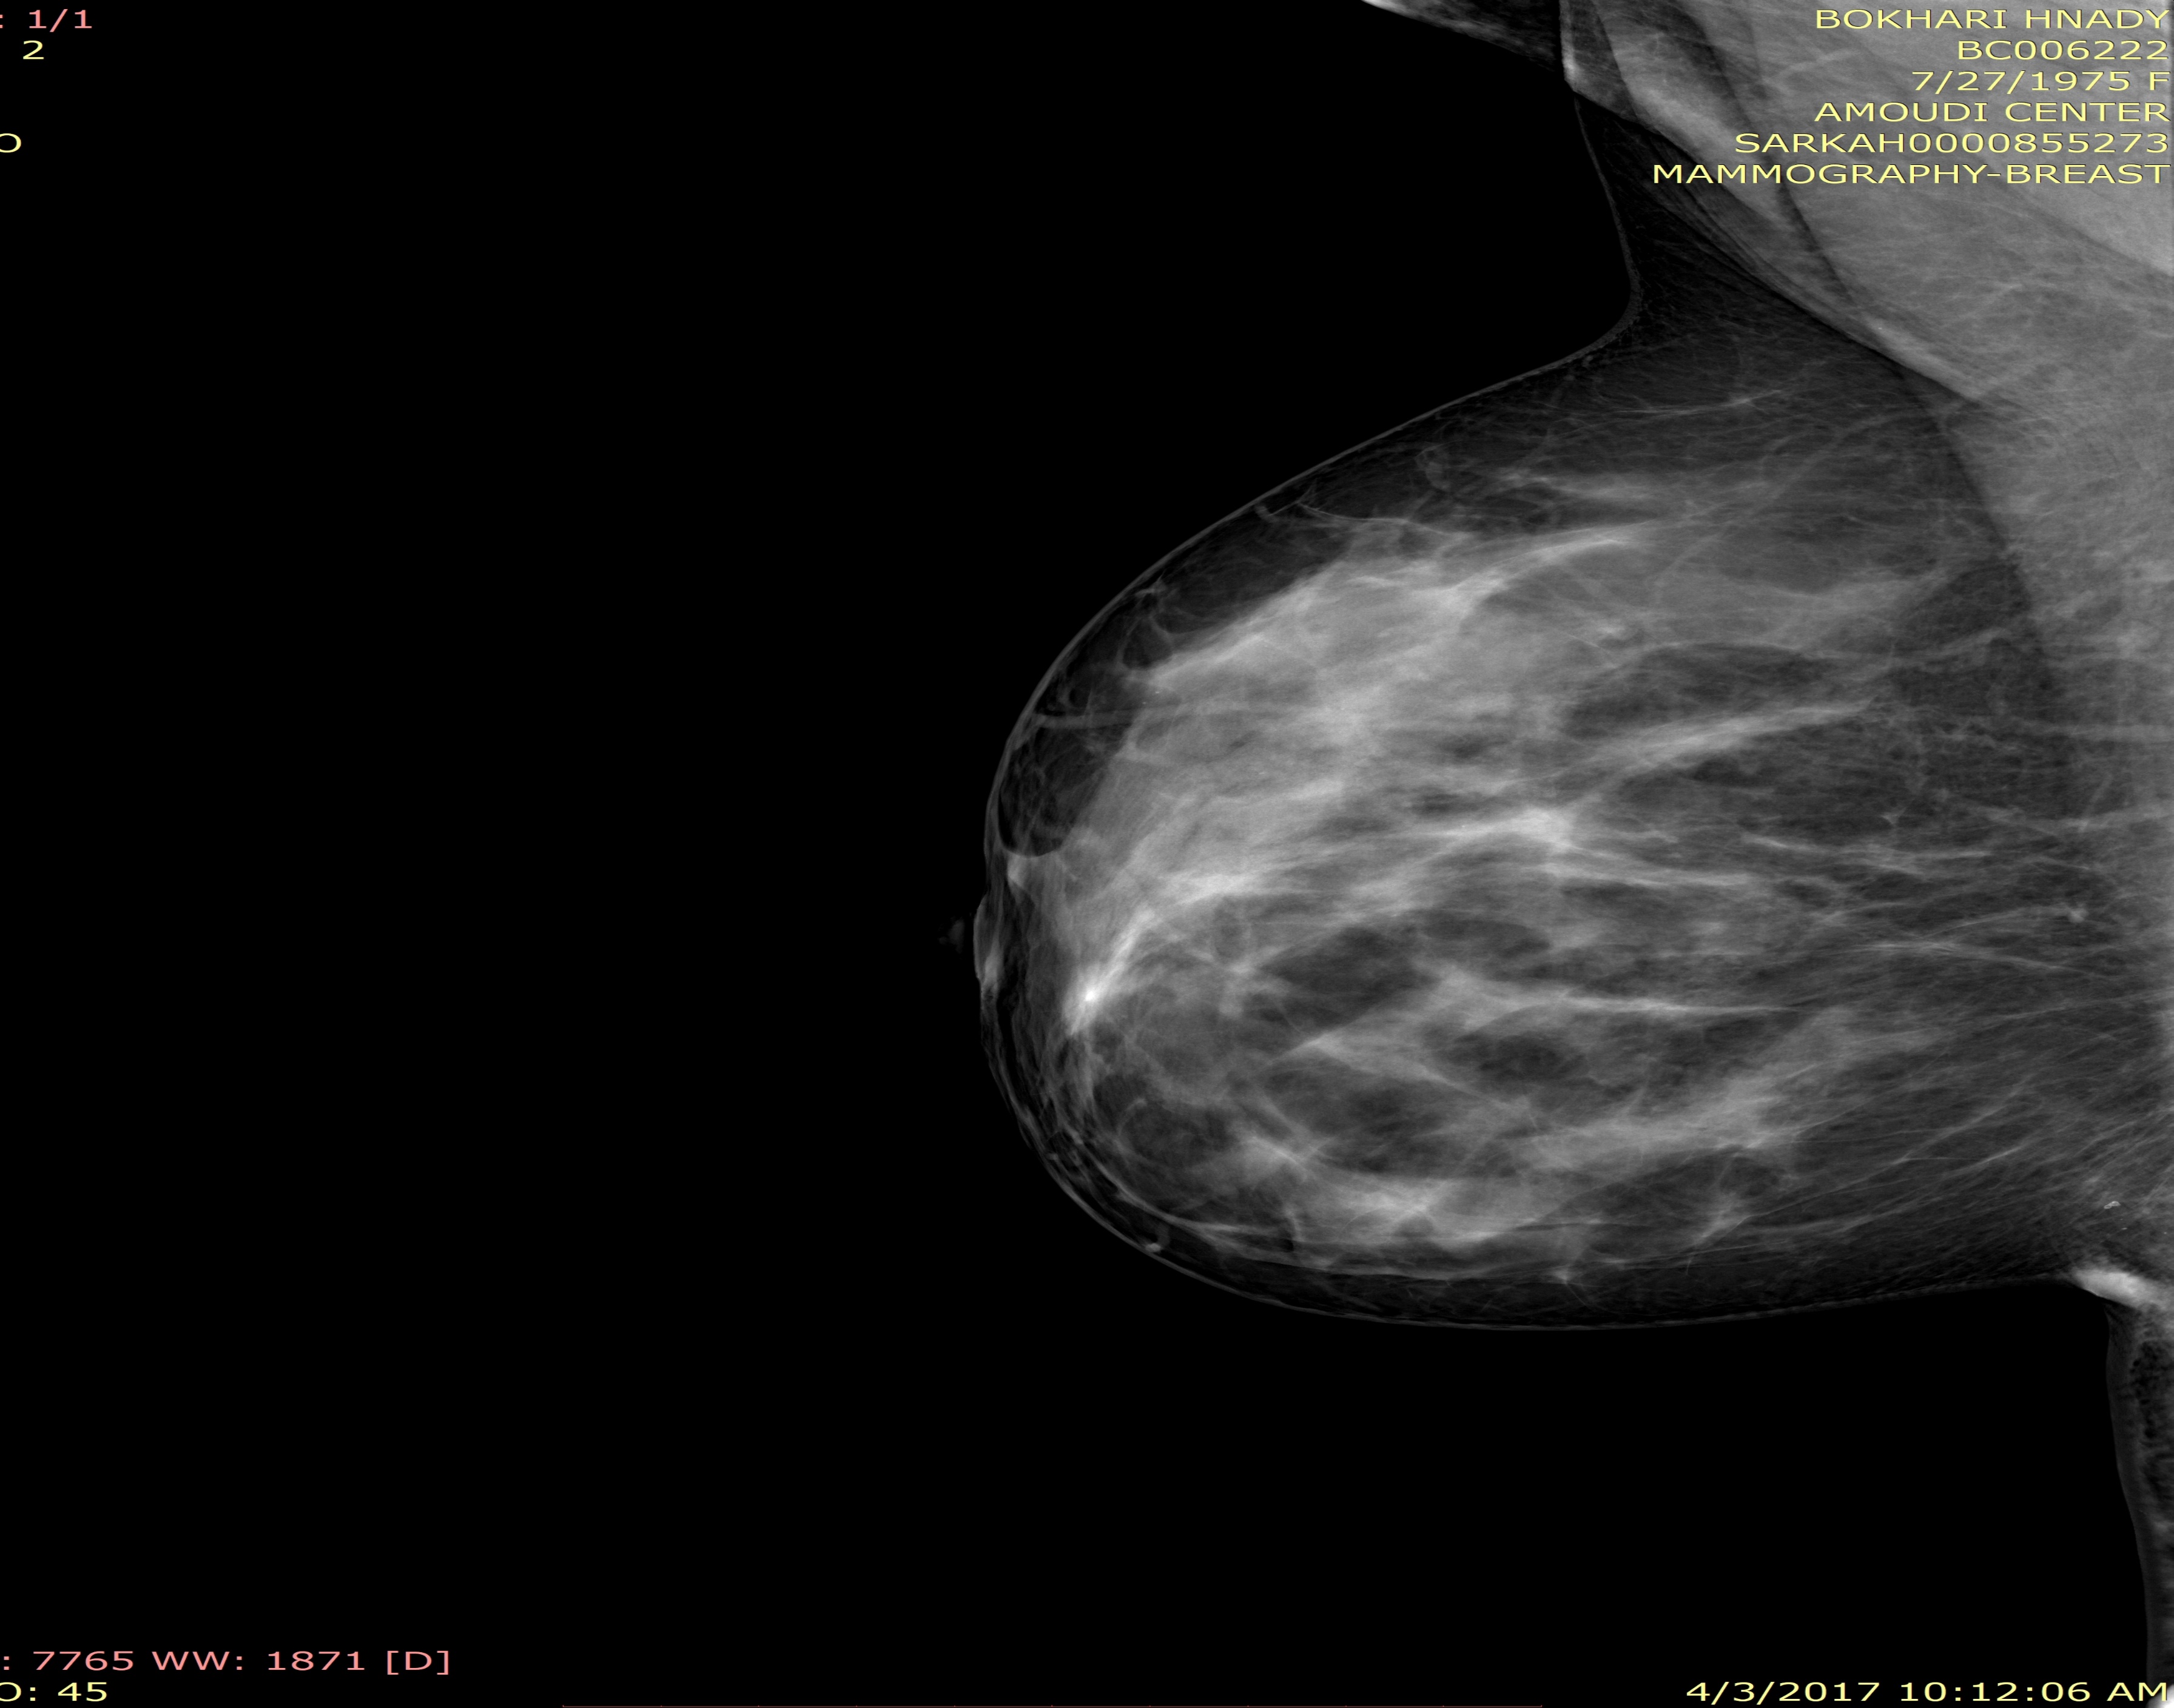 : 1/1
2
O
BOKHARI HNADY
BC006222
7/27/1975 F
AMOUDI CENTER
SARKAH0000855273
MAMMOGRAPHY-BREAST
: 7765 WW: 1871 [D]
O: 45
4/3/2017 10:12:06 AM